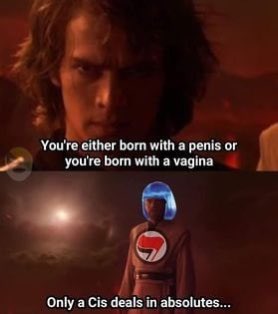 You're either born with a penis or
you're born with a vagina
Only a Cis deals in absolutes...